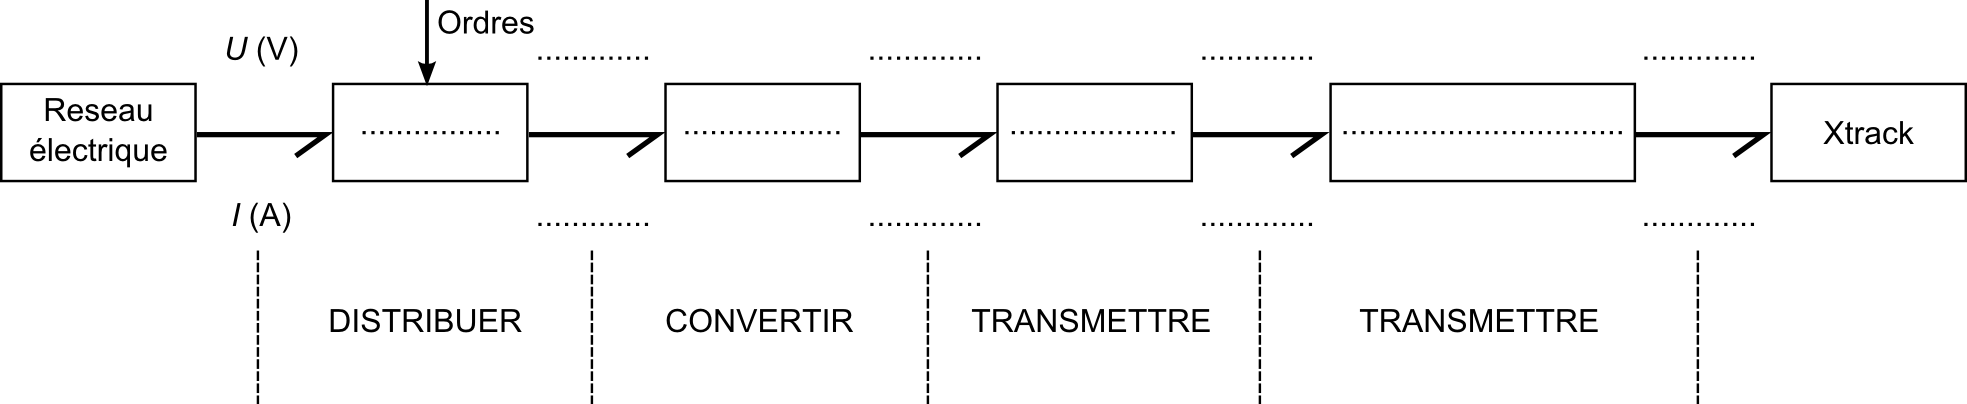 Ordres
U (V)
............. ............. ............. .............
Reseau
électrique
................ .................. ................... ................................
Xtrack
I (A)
............. ............. ............. .............
DISTRIBUER
CONVERTIR
TRANSMETTRE
TRANSMETTRE